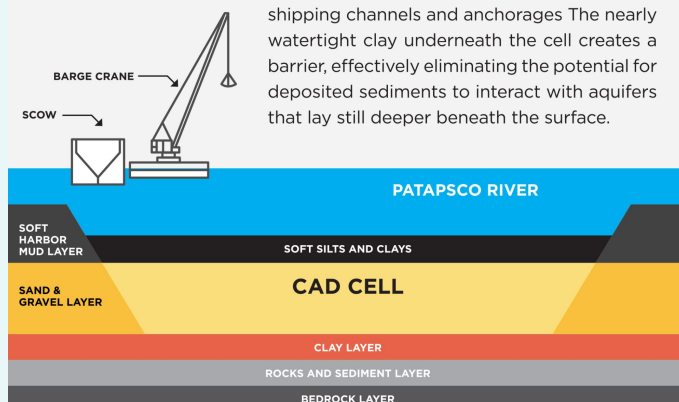 shipping channels and anchorages The nearly
watertight clay underneath the cell creates a
barrier, effectively eliminating the potential for
deposited sediments to interact with aquifers
that lay still deeper beneath the surface.
BARGE CRANE
SCOW
PATAPSCO RIVER
SOFT
HARBOR
MUD LAYER
SOFT SILTS AND CLAYS
SAND &
GRAVEL LAYER
CAD CELL
CLAY LAYER
ROCKS AND SEDIMENT LAYER
BEDROCK LAYER